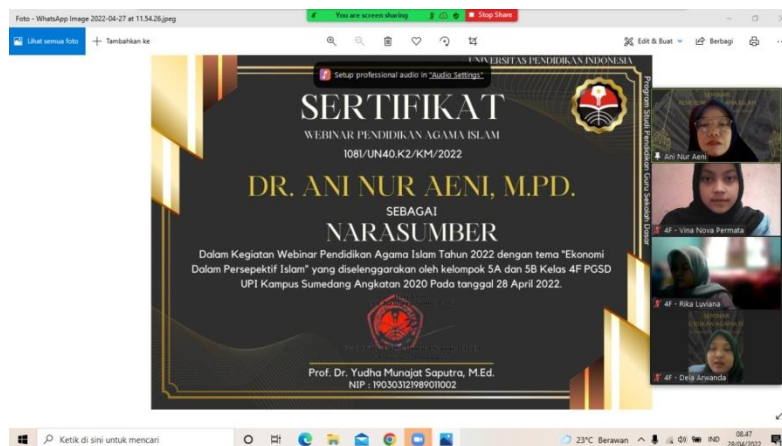 Foto - WhatsApp Image 2022-04-27 at 11.54.26.jpeg
You are screen sharing
Stop Share
Lihat semua foto
Tambahkan ke
Edit & Buat
Berbagi
UNIVERSITAS PENDIDIKAN INDONESIA
Setup professional audio in "Audio Settings"
SERTIFIKAT
WEBINAR PENDIDIKAN AGAMA ISLAM
1081/UN40.K2/KM/2022
DR. ANI NUR AENI, M.PD.
SEBAGAI
NARASUMBER
Dalam Kegiatan Webinar Pendidikan Agama Islam Tahun 2022 dengan tema "Ekonomi
Dalam Persepektif Islam" yang diselenggarakan oleh kelompok 5A dan 5B Kelas 4F PGSD
UPI Kampus Sumedang Angkatan 2020 Pada tanggal 28 April 2022.
Prof. Dr. Yudha Munajat Saputra, M.Ed.
NIP : 190303121989011002
Program Studi Pendidikan Guru Sekolah Dasar
Ani Nur Aeni
4F - Vina Nova Permata
4F - Rika Luviana
4F - Dela Arwanda
Ketik di sini untuk mencari
23°C Berawan
IND
08.47
28/04/2022